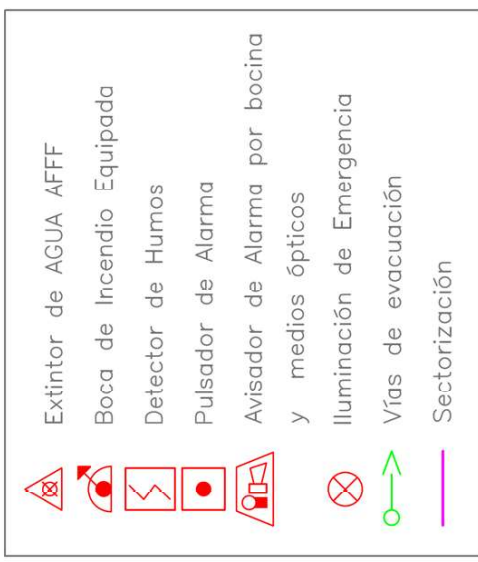 Extintor de AGUA AFFF
Boca de Incendio Equipada
Detector de Humos
Pulsador de Alarma
Avisador de Alarma por bocina
y medios ópticos
Iluminación de Emergencia
Vías de evacuación
Sectorización